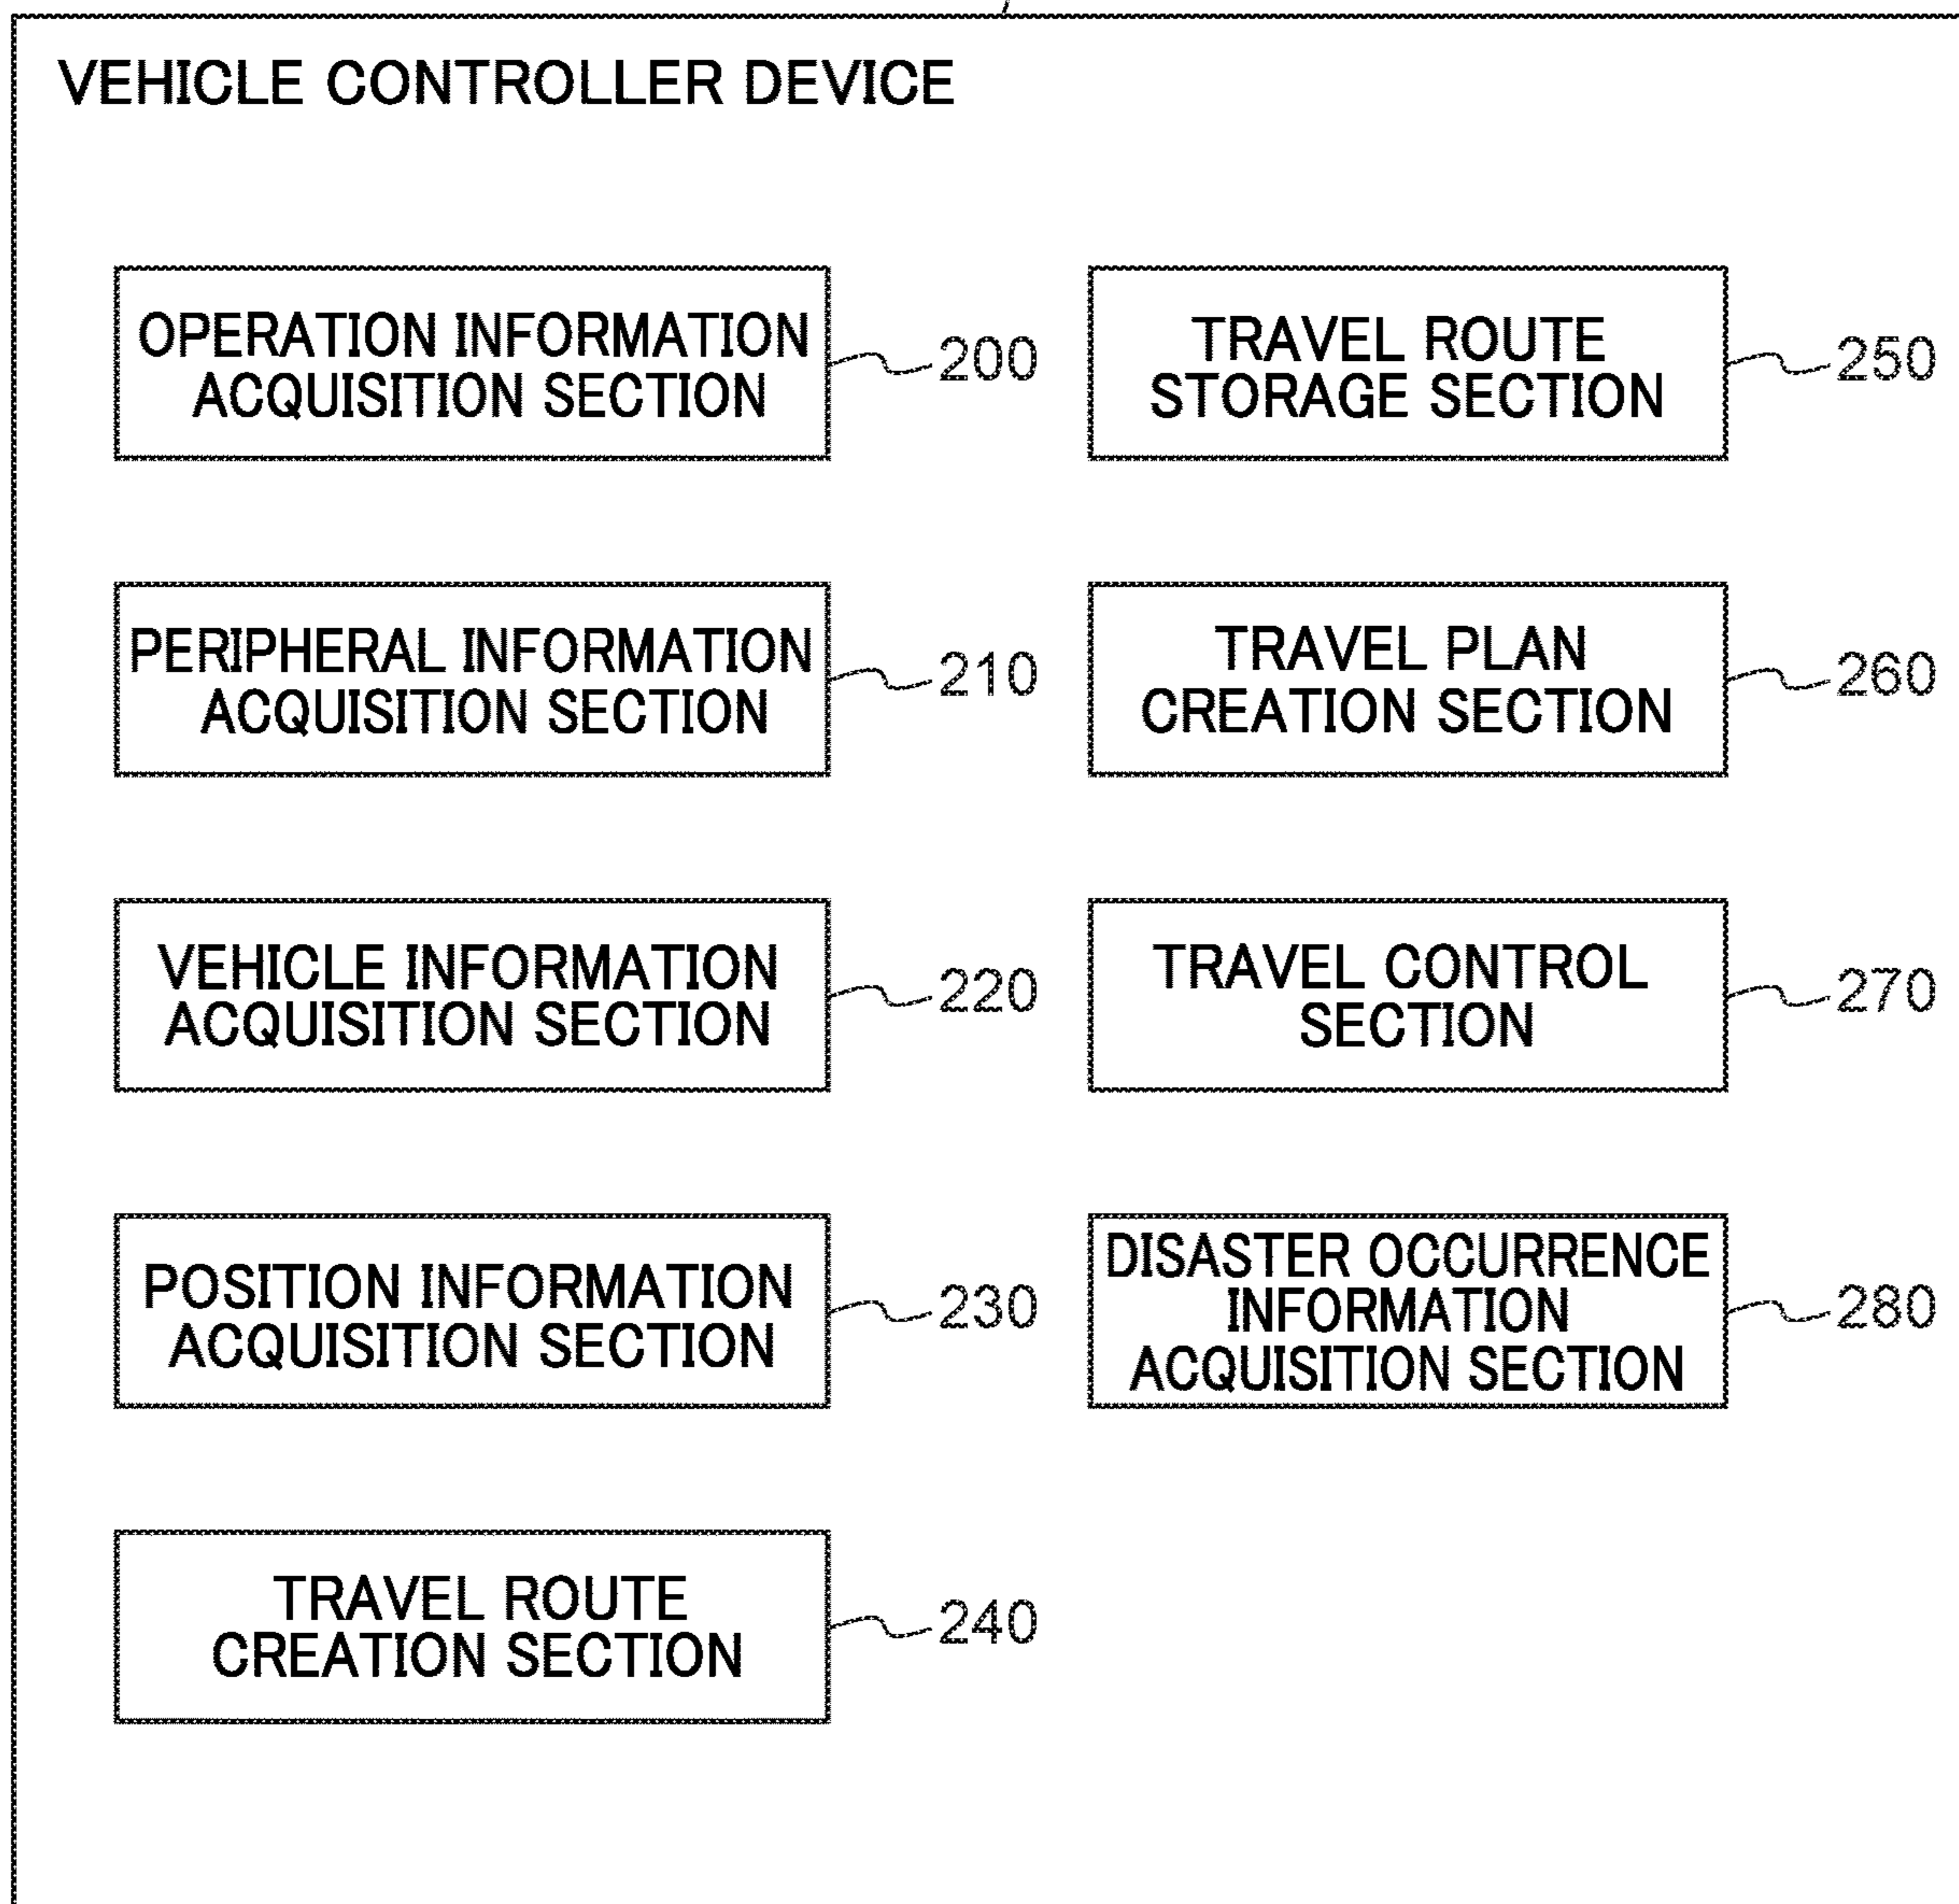 VEHICLE CONTROLLER DEVICE
OPERATION INFORMATION
ACQUISITION SECTION
200
PERIPHERAL INFORMATION
ACQUISITION SECTION
210
VEHICLE INFORMATION
ACQUISITION SECTION
220
POSITION INFORMATION
ACQUISITION SECTION
230
TRAVEL ROUTE
CREATION SECTION
240
TRAVEL ROUTE
STORAGE SECTION
250
TRAVEL PLAN
CREATION SECTION
260
TRAVEL CONTROL
SECTION
270
DISASTER OCCURRENCE
INFORMATION
ACQUISITION SECTION
280